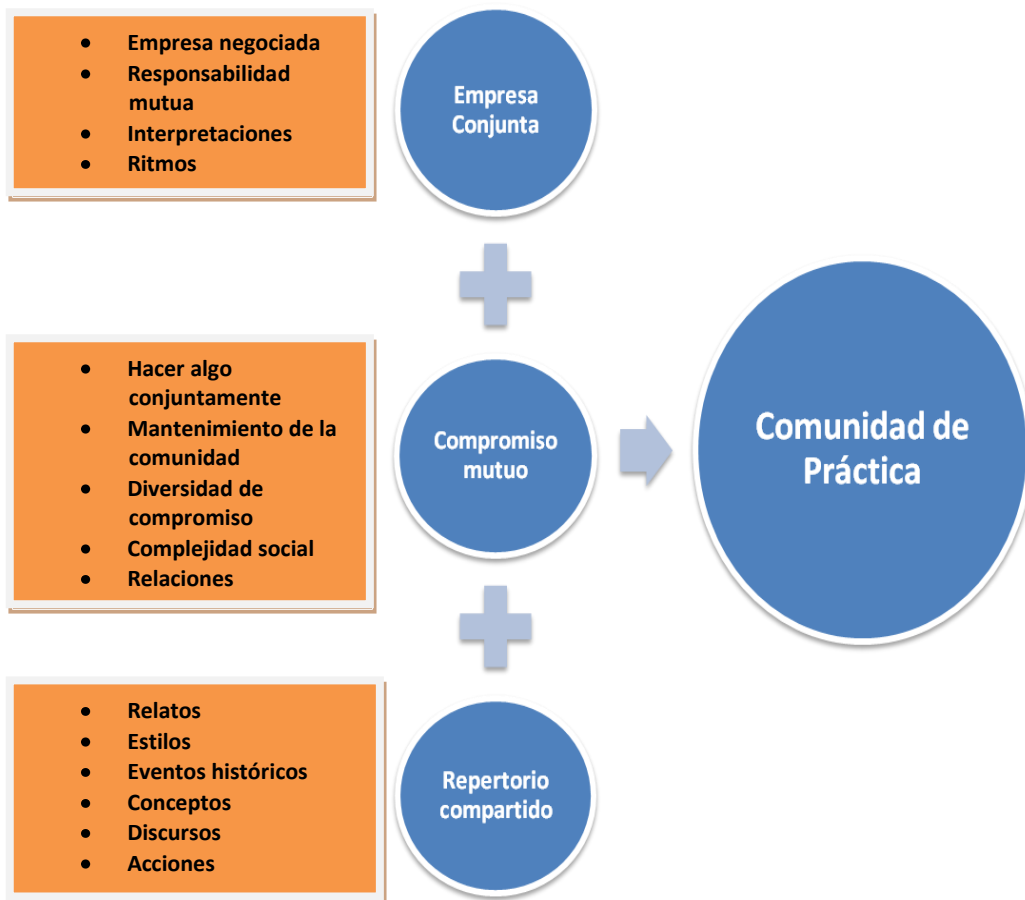 • Empresa negociada
• Responsabilidad
mutua
• Interpretaciones
• Ritmos
Empresa
Conjunta
• Hacer algo
conjuntamente
• Mantenimiento de la
comunidad
• Diversidad de
compromiso
• Complejidad social
• Relaciones
Compromiso
mutuo
Comunidad de
Práctica
• Relatos
• Estilos
• Eventos históricos
• Conceptos
• Discursos
• Acciones
Repertorio
compartido